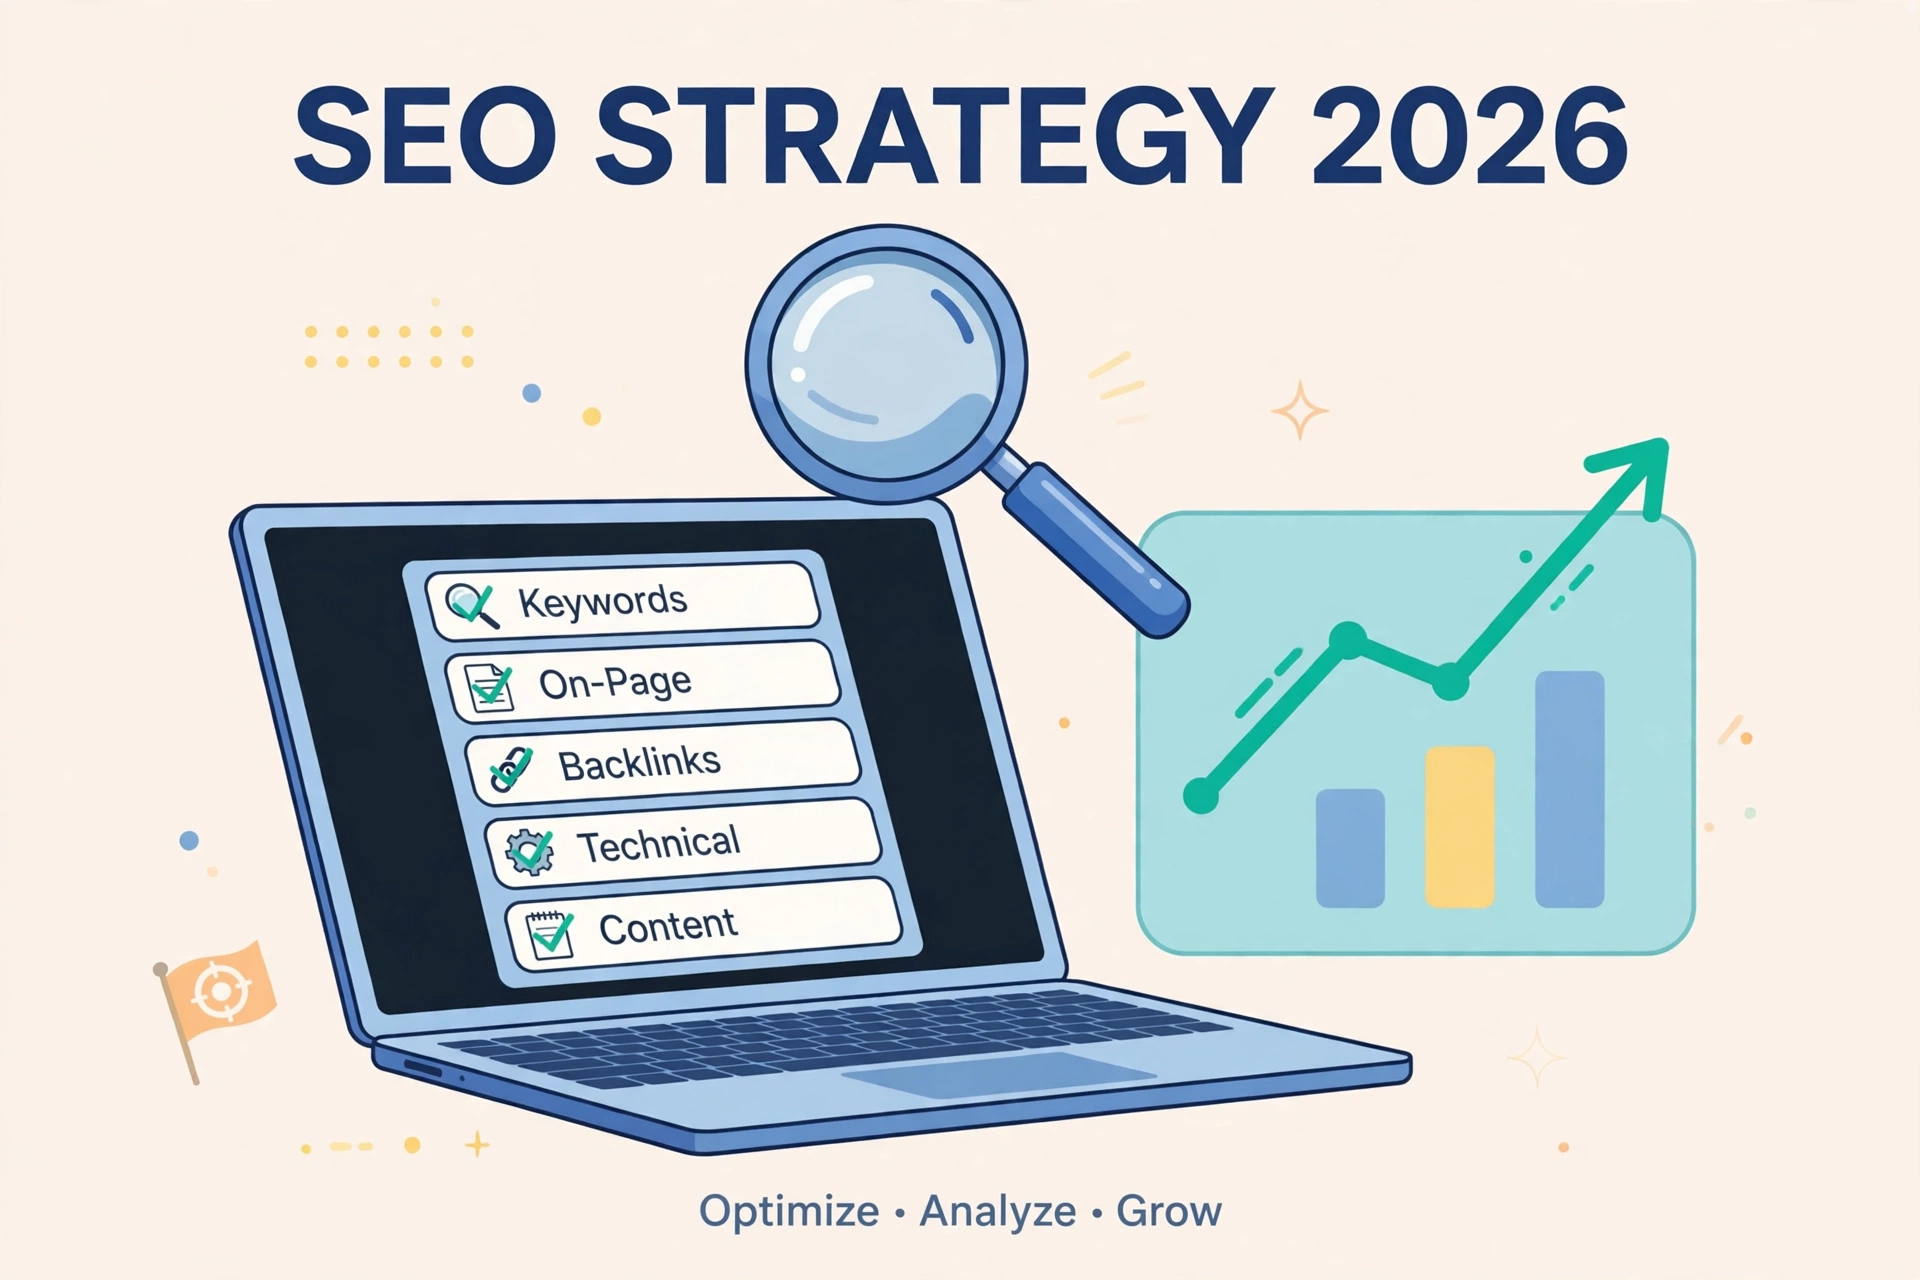 SEO STRATEGY 2026
Keywords
On-Page
Backlinks
Technical
Content
Optimize • Analyze • Grow